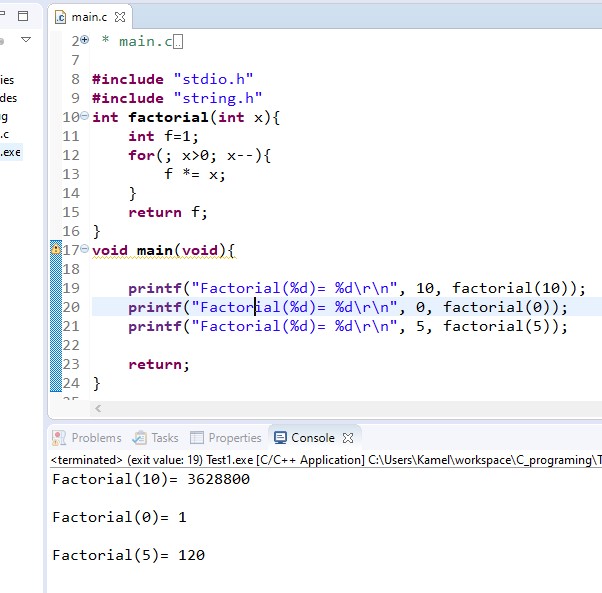 main.c
ies
des
g
.c
.exe
2 * main.c
7
8 #include "stdio.h"
9 #include "string.h"
10 int factorial(int x){
11 int f=1;
12 for(; x>0; x--){
13 f *= x;
14 }
15 return f;
16 }
17 void main(void){
18
19 printf("Factorial(%d)= %d\r\n", 10, factorial(10));
20 printf("Factorial(%d)= %d\r\n", 0, factorial(0));
21 printf("Factorial(%d)= %d\r\n", 5, factorial(5));
22
23 return;
24 }
25
Problems Tasks Properties Console
<terminated> (exit value: 19) Test1.exe [C/C++ Application] C:\Users\Kamel\workspace\C_programing\T
Factorial(10)= 3628800
Factorial(0)= 1
Factorial(5)= 120